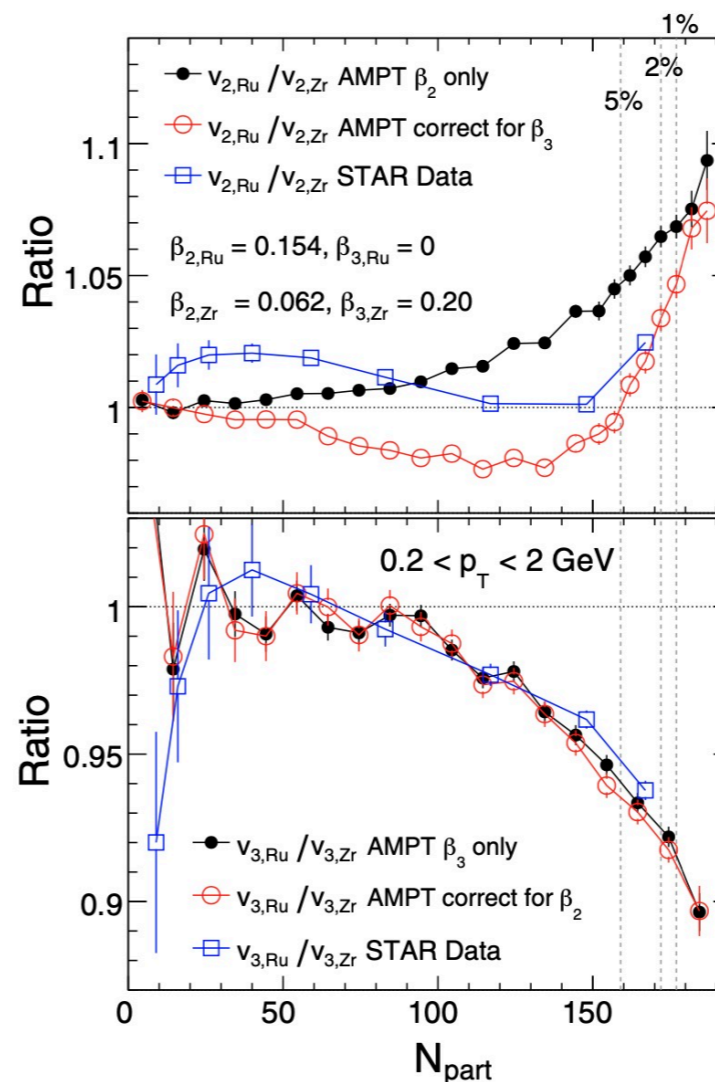 1%
2%
5%
v2,Ru /v2,Zr AMPT β2 only
v2,Ru /v2,Zr AMPT correct for β3
v2,Ru /v2,Zr STAR Data
β2,Ru = 0.154, β3,Ru = 0
β2,Zr = 0.062, β3,Zr = 0.20
Ratio
1.1
1.05
1
0.2 < pT < 2 GeV
Ratio
1
0.95
0.9
v3,Ru /v3,Zr AMPT β3 only
v3,Ru /v3,Zr AMPT correct for β2
v3,Ru /v3,Zr STAR Data
0 50 100 150
Npart